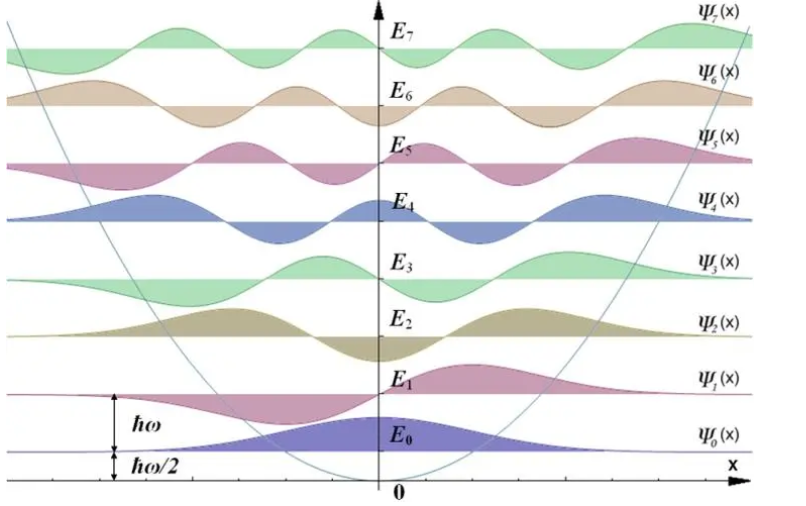 E₇ Ψ₇(x)
E₆ Ψ₆(x)
E₅ Ψ₅(x)
E₄ Ψ₄(x)
E₃ Ψ₃(x)
E₂ Ψ₂(x)
E₁ Ψ₁(x)
ħω
E₀ Ψ₀(x)
ħω/2
x
0